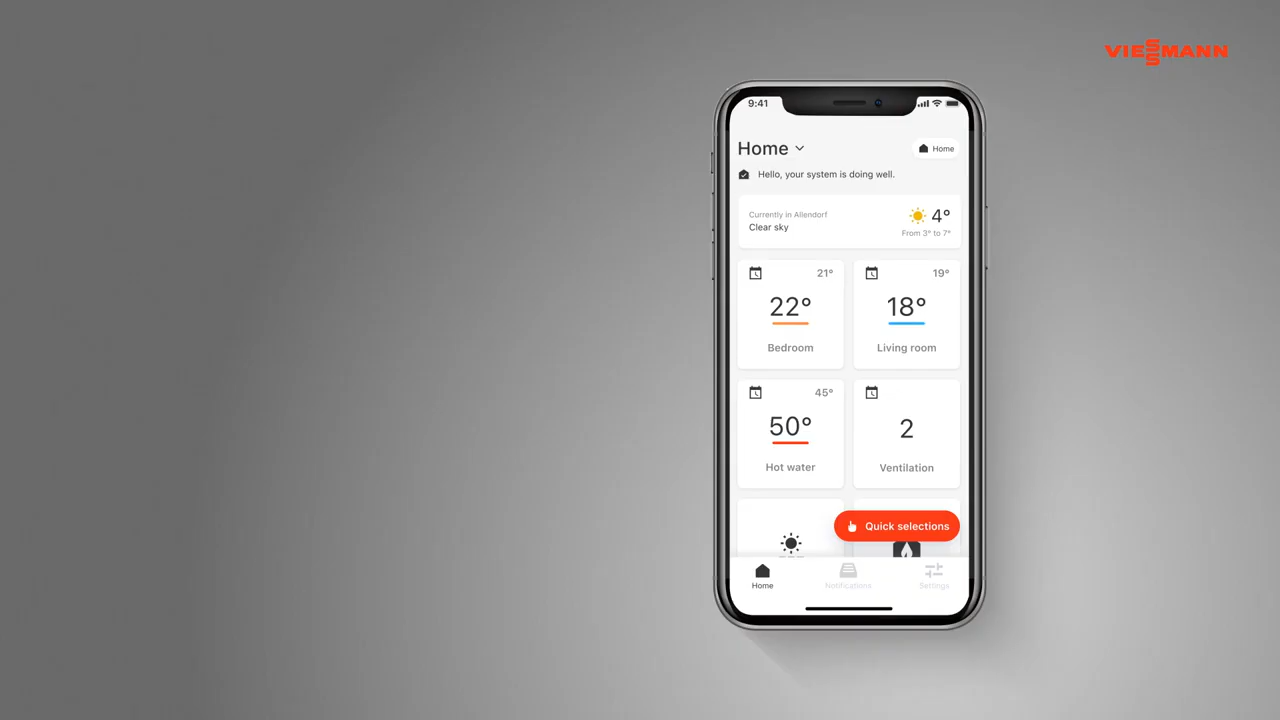 VIESSMANN
9:41
Home
Home
Hello, your system is doing well.
Currently in Allendorf
Clear sky
4°
From 3° to 7°
21°
22°
Bedroom
19°
18°
Living room
45°
50°
Hot water
2
Ventilation
Quick selections
Home
Notifications
Settings